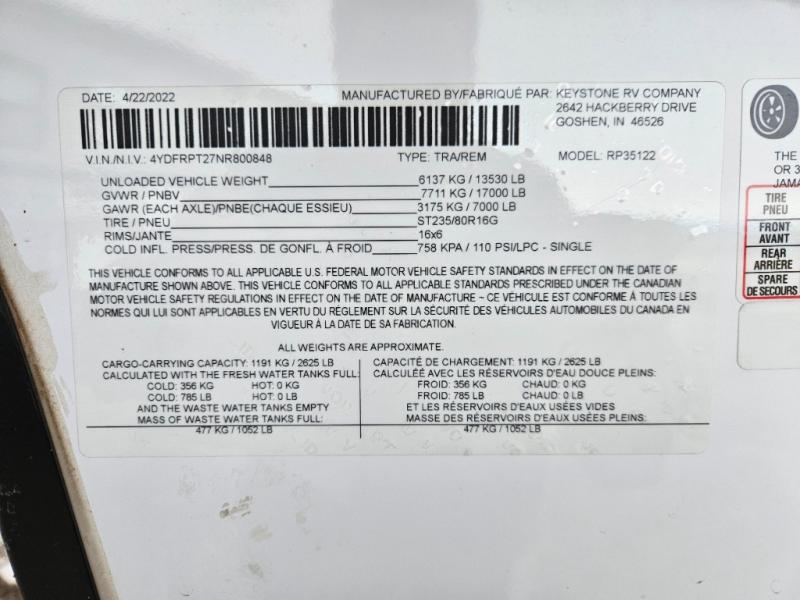 DATE: 4/22/2022 MANUFACTURED BY/FABRIQUÉ PAR: KEYSTONE RV COMPANY
2642 HACKBERRY DRIVE
GOSHEN, IN 46526
V.I.N./N.I.V.: 4YDFRPT27NR800848 TYPE: TRA/REM MODEL: RP35122
UNLOADED VEHICLE WEIGHT 6137 KG / 13530 LB
GVWR / PNBV 7711 KG / 17000 LB
GAWR (EACH AXLE)/PNBE(CHAQUE ESSIEU) 3175 KG / 7000 LB
TIRE / PNEU ST235/80R16G
RIMS/JANTE 16x6
COLD INFL. PRESS/PRESS. DE GONFL. À FROID 758 KPA / 110 PSI/LPC - SINGLE
THIS VEHICLE CONFORMS TO ALL APPLICABLE U.S. FEDERAL MOTOR VEHICLE SAFETY STANDARDS IN EFFECT ON THE DATE OF
MANUFACTURE SHOWN ABOVE. THIS VEHICLE CONFORMS TO ALL APPLICABLE STANDARDS PRESCRIBED UNDER THE CANADIAN
MOTOR VEHICLE SAFETY REGULATIONS IN EFFECT ON THE DATE OF MANUFACTURE ~ CE VÉHICULE EST CONFORME À TOUTES LES
NORMES QUI LUI SONT APPLICABLES EN VERTU DU RÈGLEMENT SUR LA SÉCURITÉ DES VÉHICULES AUTOMOBILES DU CANADA EN
VIGUEUR À LA DATE DE SA FABRICATION.
ALL WEIGHTS ARE APPROXIMATE.
CARGO-CARRYING CAPACITY: 1191 KG / 2625 LB
CALCULATED WITH THE FRESH WATER TANKS FULL:
COLD: 356 KG HOT: 0 KG
COLD: 785 LB HOT: 0 LB
AND THE WASTE WATER TANKS EMPTY
MASS OF WASTE WATER TANKS FULL:
477 KG / 1052 LB
CAPACITÉ DE CHARGEMENT: 1191 KG / 2625 LB
CALCULÉE AVEC LES RÉSERVOIRS D'EAU DOUCE PLEINS:
FROID: 356 KG CHAUD: 0 KG
FROID: 785 LB CHAUD: 0 LB
ET LES RÉSERVOIRS D'EAUX USÉES VIDES
MASSE DES RÉSERVOIRS D'EAUX USÉES PLEINS:
477 KG / 1052 LB
THE
OR 3
JAMA
TIRE
PNEU
FRONT
AVANT
REAR
ARRIÈRE
SPARE
DE SECOURS